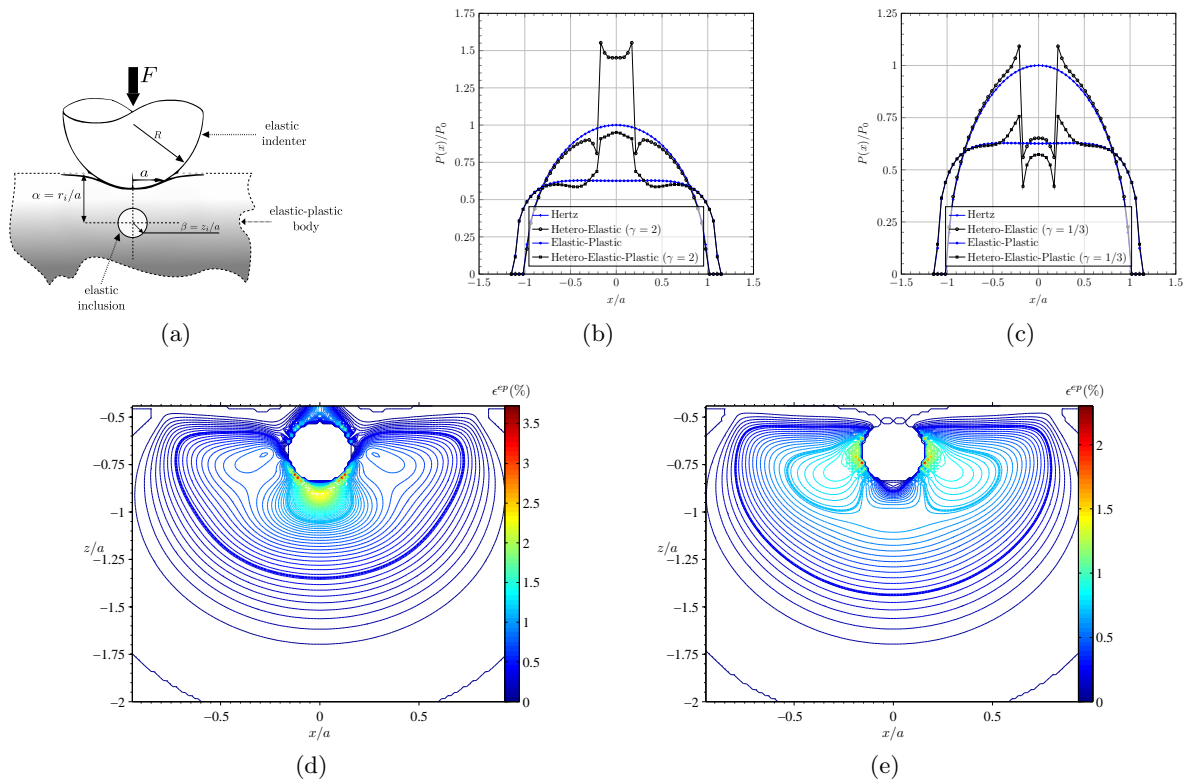 F
elastic
indenter
R
a
α = r_i/a
elastic-plastic
body
β = z_i/a
elastic
inclusion
(a)
1.75
1.5
1.25
1
0.75
0.5
0.25
0
P(x)/P_0
Hertz
Hetero-Elastic (γ = 2)
Elastic-Plastic
Hetero-Elastic-Plastic (γ = 2)
−1.5 −1 −0.5 0 0.5 1 1.5
x/a
(b)
1.25
1
0.75
0.5
0.25
0
P(x)/P_0
Hertz
Hetero-Elastic (γ = 1/3)
Elastic-Plastic
Hetero-Elastic-Plastic (γ = 1/3)
−1.5 −1 −0.5 0 0.5 1 1.5
x/a
(c)
ϵ^{ep}(%)
−0.5
−0.75
−1
z/a
−1.25
−1.5
−1.75
−2
−0.5 0 0.5
x/a
3.5
3
2.5
2
1.5
1
0.5
0
(d)
ϵ^{ep}(%)
−0.5
−0.75
−1
z/a
−1.25
−1.5
−1.75
−2
−0.5 0 0.5
x/a
2
1.5
1
0.5
0
(e)